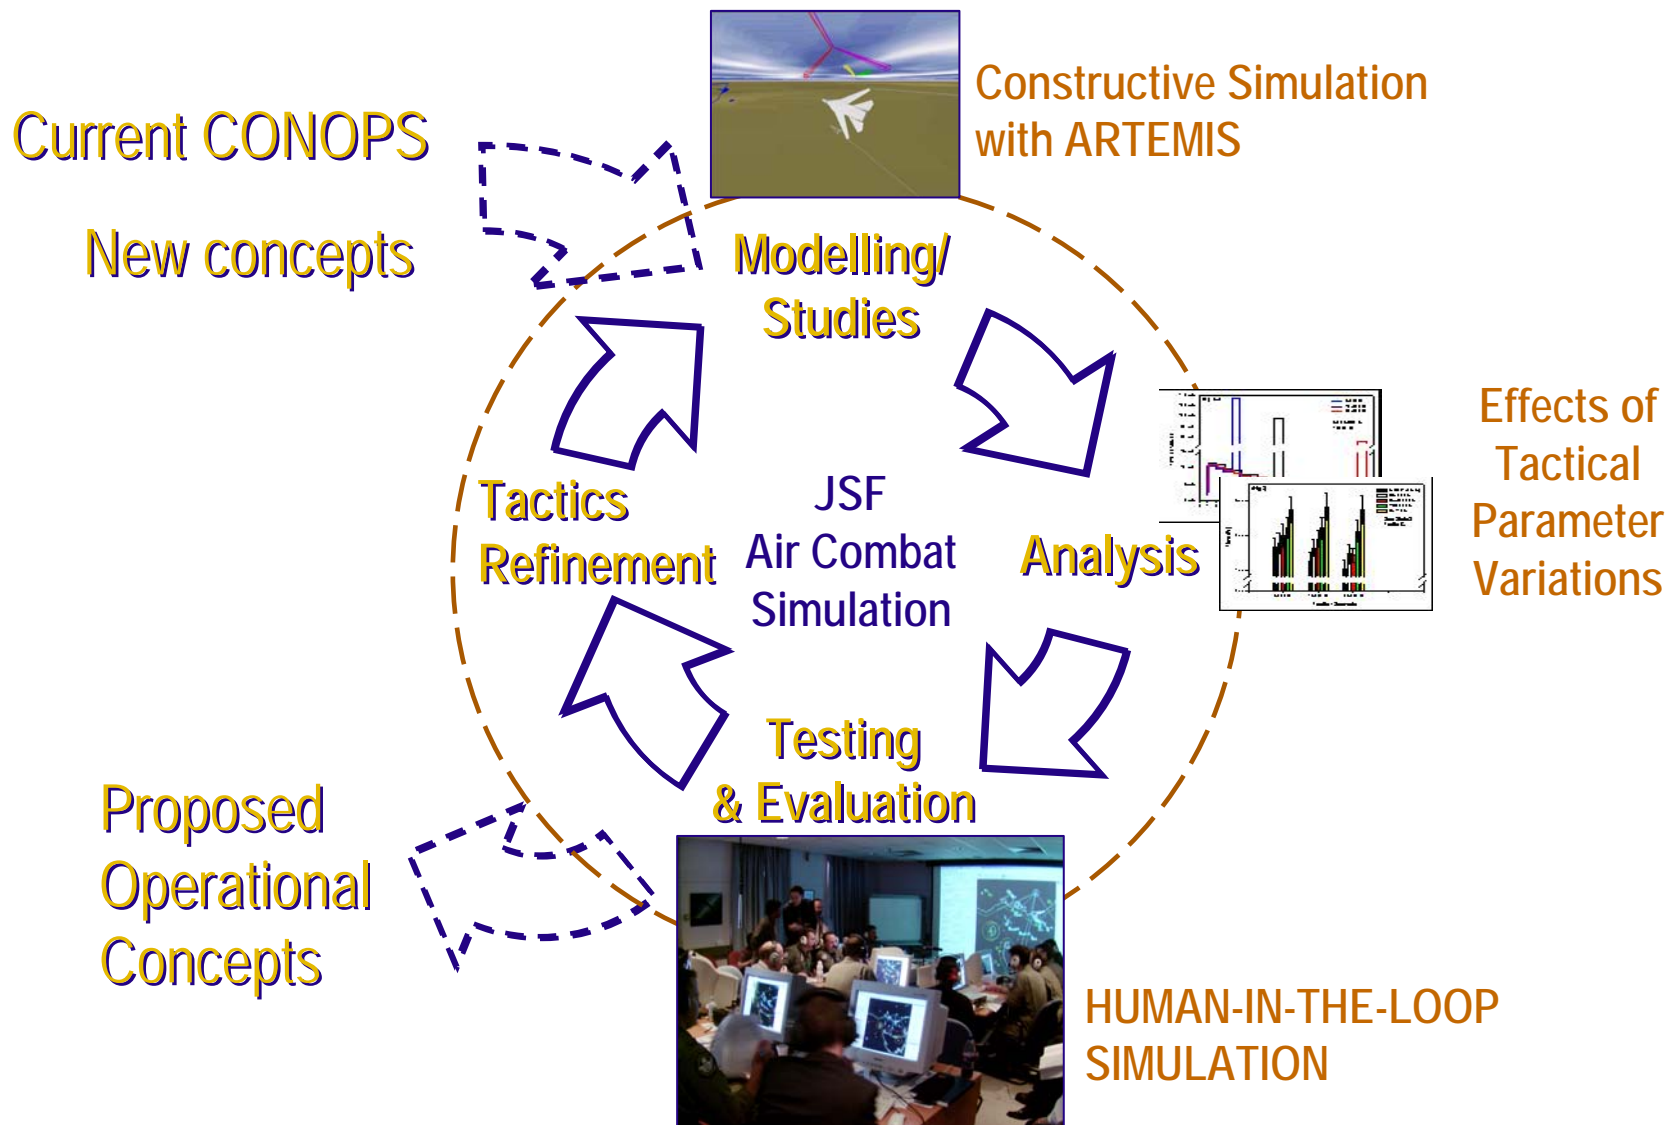 Constructive Simulation
with ARTEMIS
Current CONOPS
New concepts
Modelling/
Studies
Effects of
Tactical
Parameter
Variations
Tactics
Refinement
JSF
Air Combat
Simulation
Analysis
Testing
& Evaluation
Proposed
Operational
Concepts
HUMAN-IN-THE-LOOP
SIMULATION